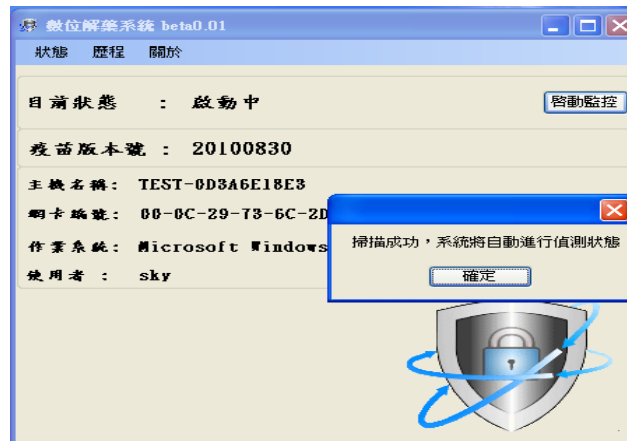 數位解藥系統 beta0.01
狀態 歷程 關於
目前狀態 : 啟動中
啓動監控
疫苗版本號 : 20100830
主機名稱: TEST-0D3A6E18E3
網卡編號: 00-0C-29-73-6C-2D
作業系統: Microsoft Windows
使用者 : sky
掃描成功，系統將自動進行偵測狀態
確定